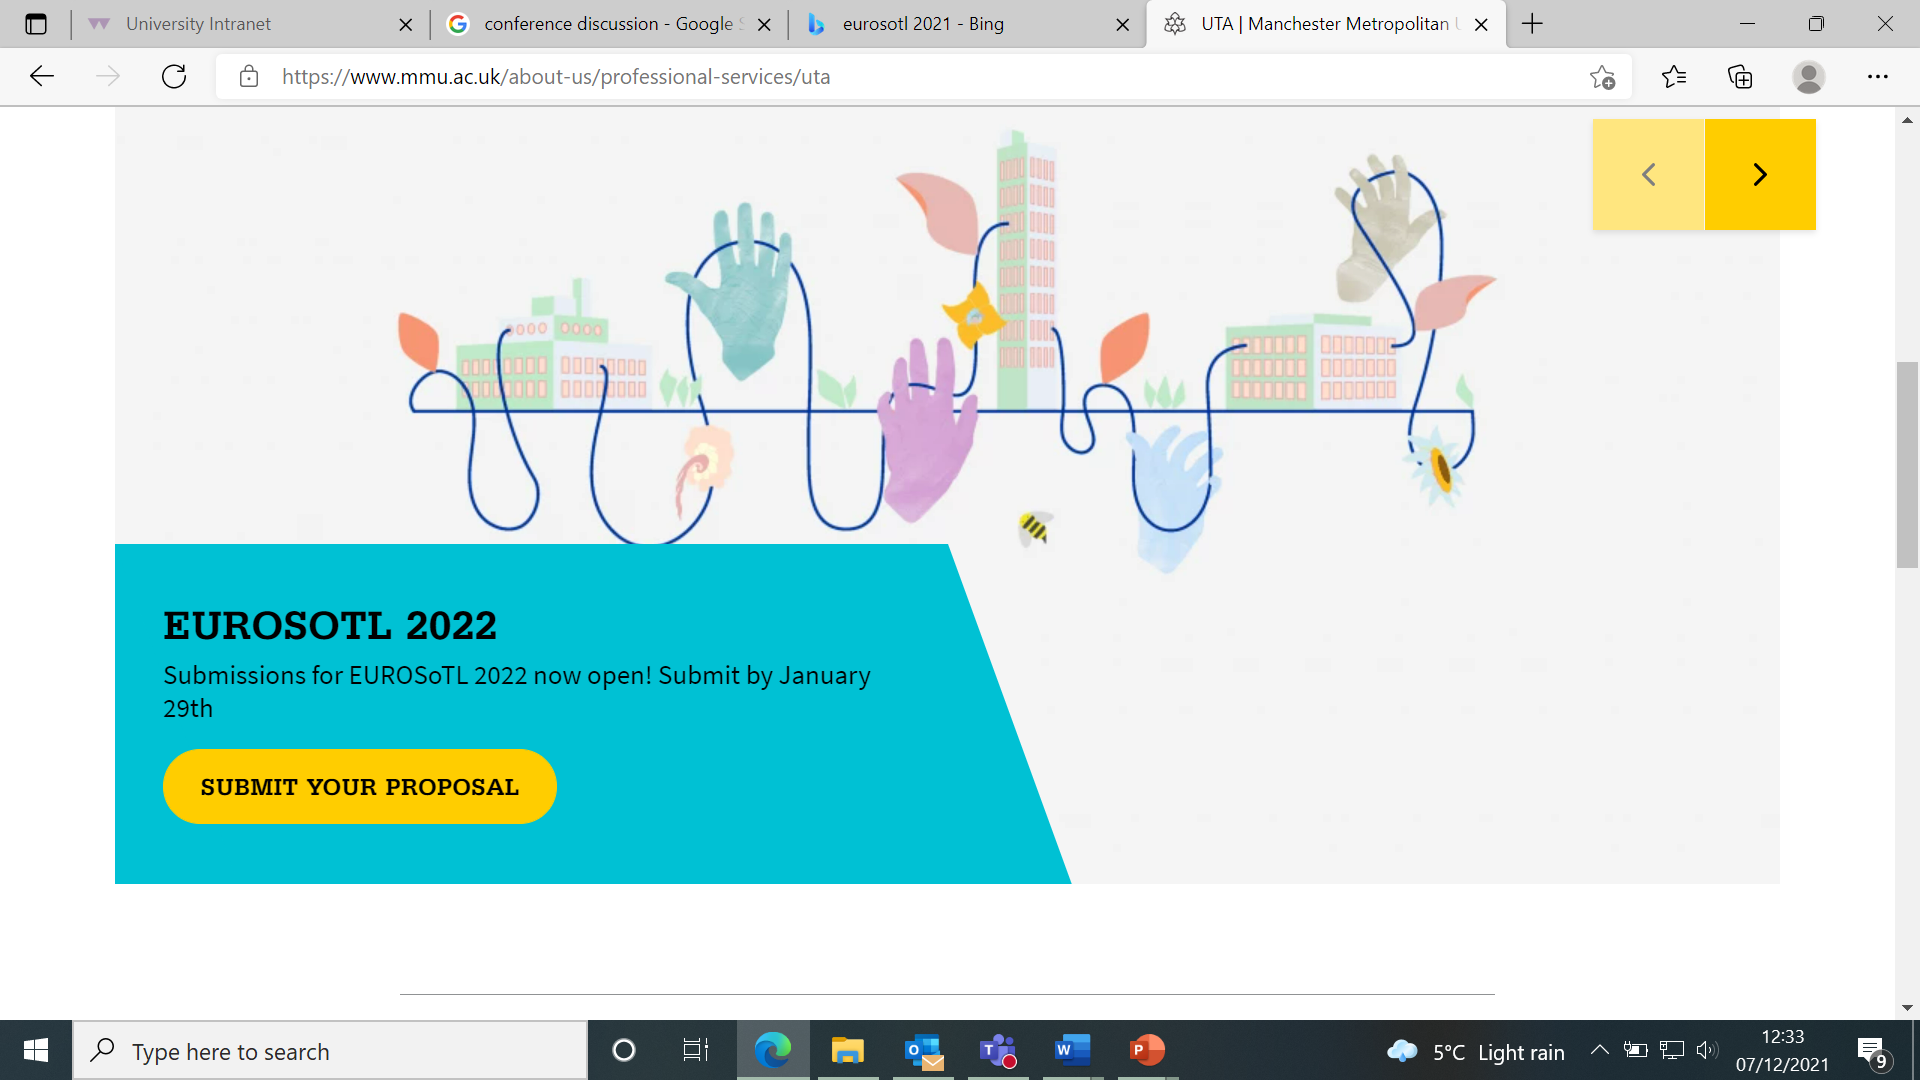 University Intranet
conference discussion - Google
eurosotl 2021 - Bing
UTA | Manchester Metropolitan
https://www.mmu.ac.uk/about-us/professional-services/uta
EUROSOTL 2022
Submissions for EUROSoTL 2022 now open! Submit by January
29th
SUBMIT YOUR PROPOSAL
Type here to search
5°C Light rain
12:33
07/12/2021
9